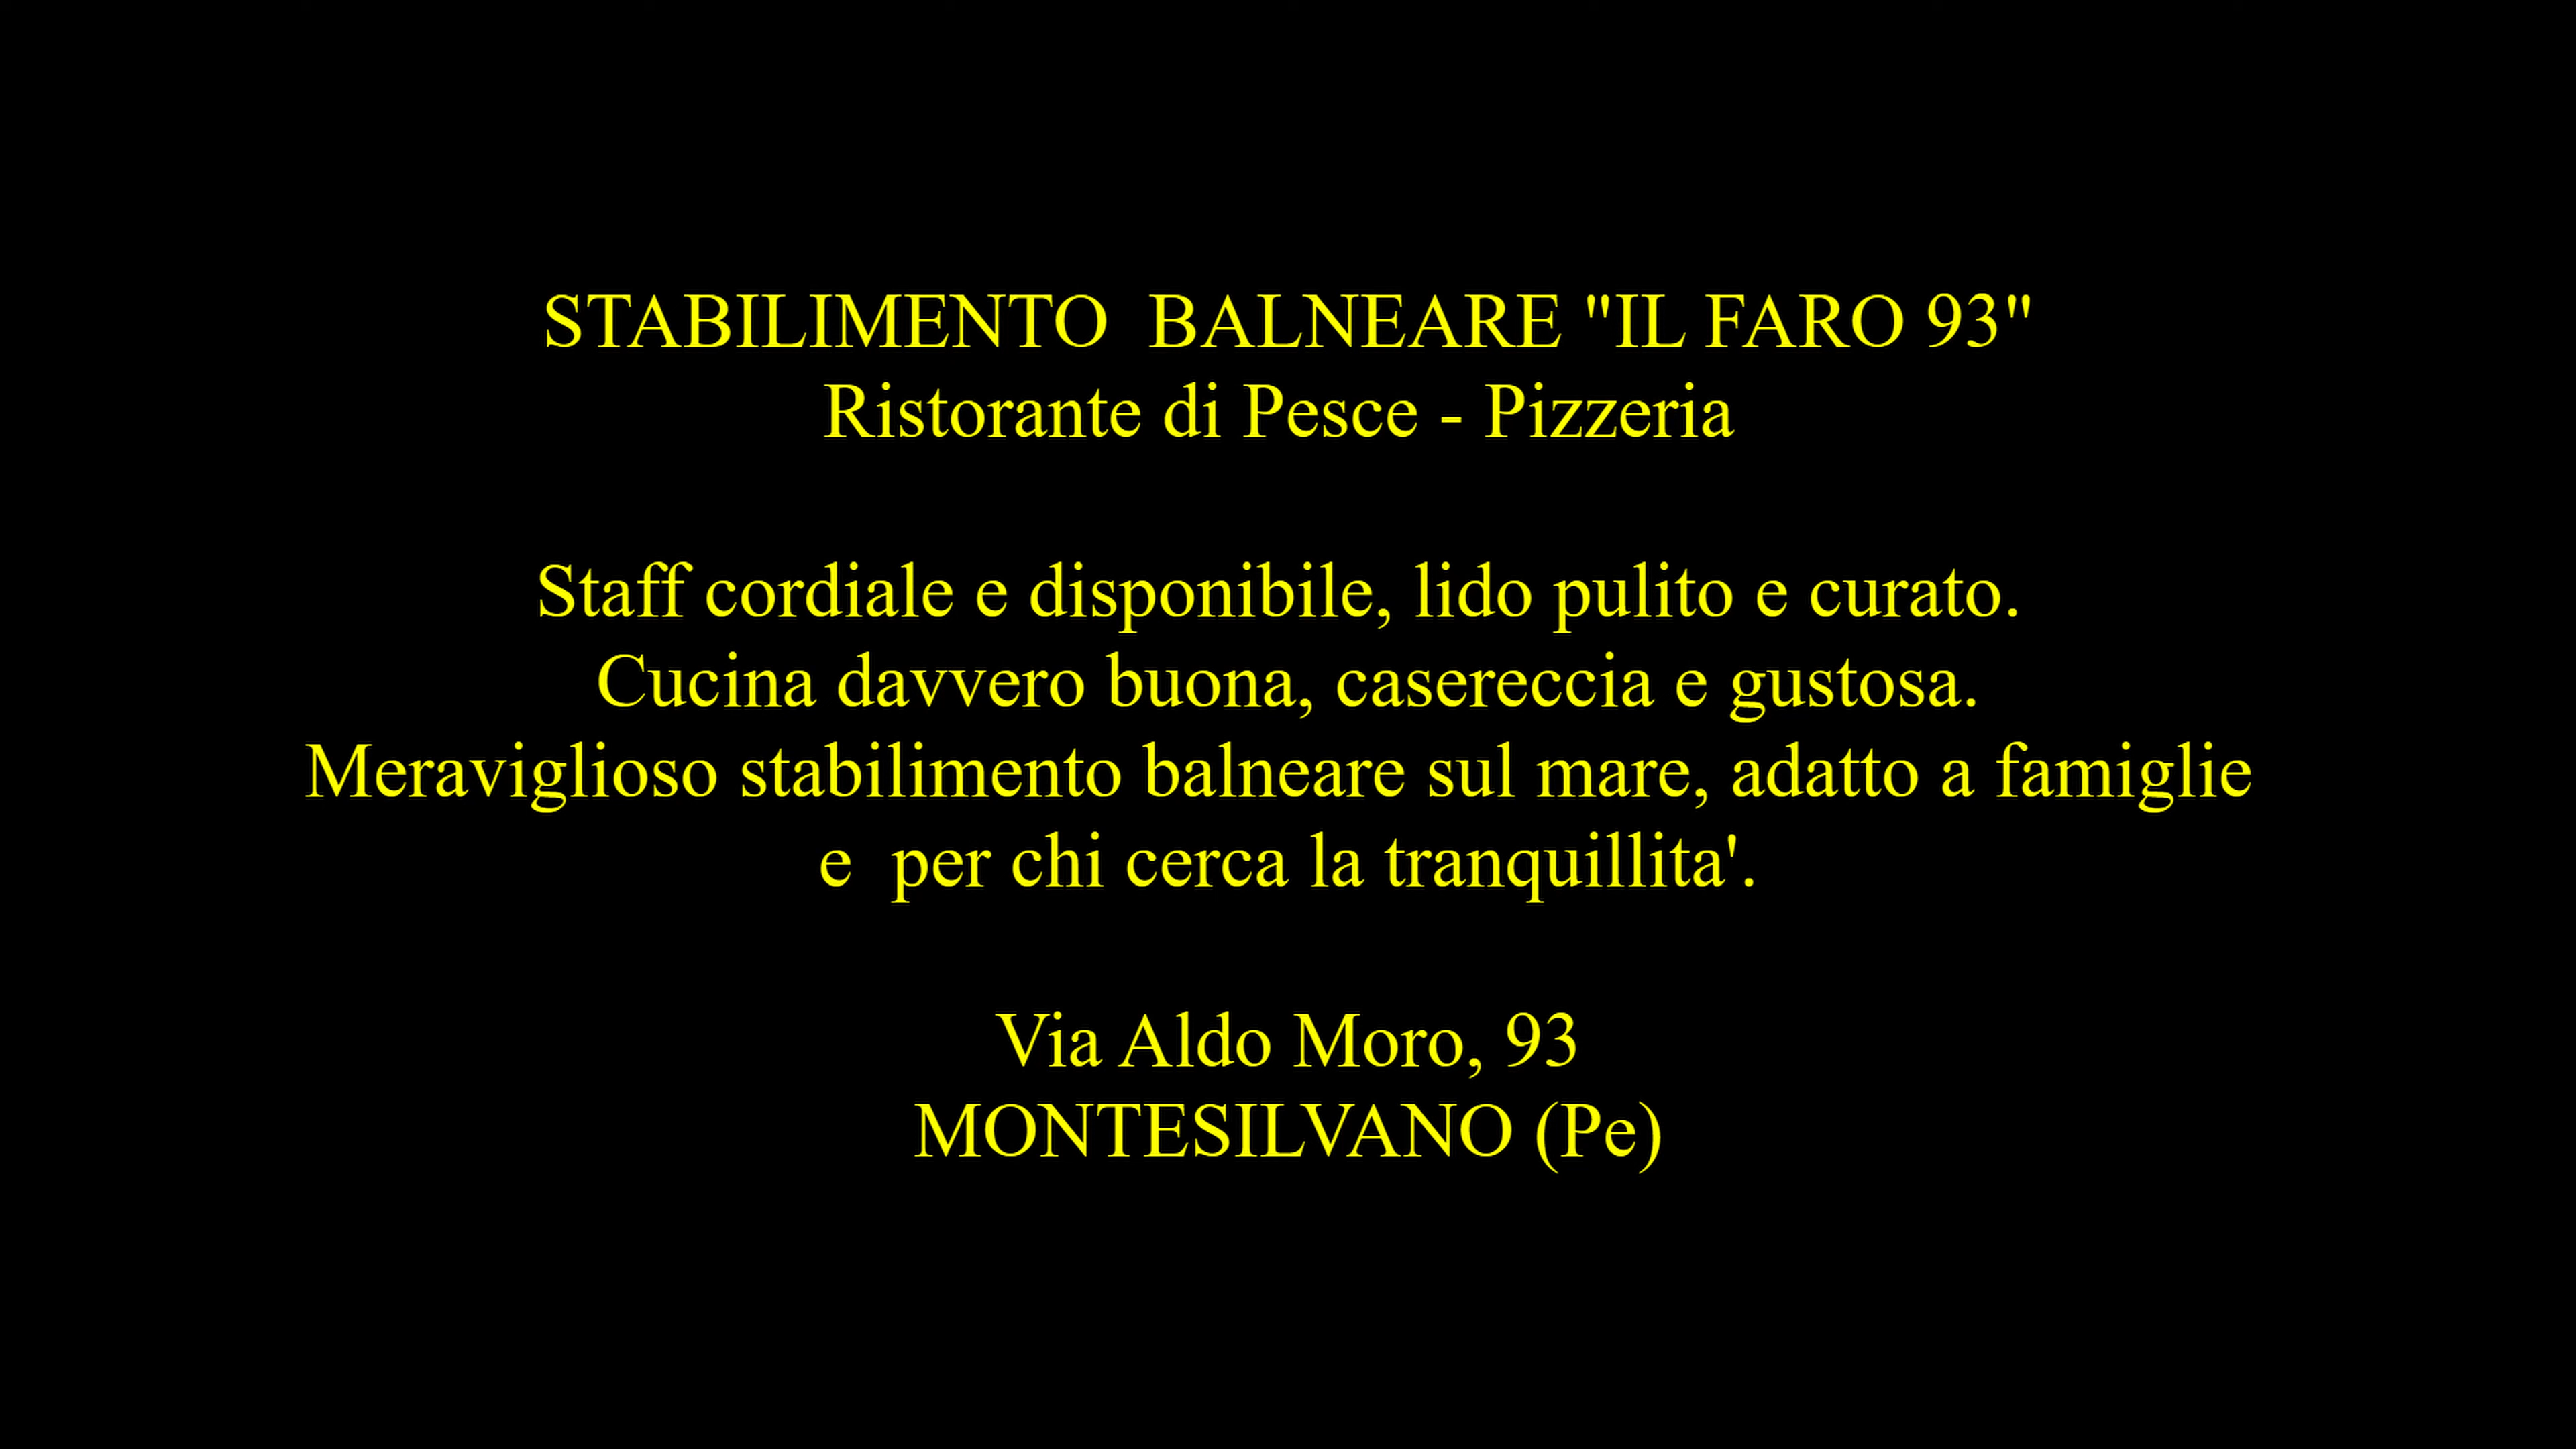 STABILIMENTO  BALNEARE "IL FARO 93"
Ristorante di Pesce - Pizzeria
Staff cordiale e disponibile, lido pulito e curato.
Cucina davvero buona, casereccia e gustosa.
Meraviglioso stabilimento balneare sul mare, adatto a famiglie
e  per chi cerca la tranquillita'.
Via Aldo Moro, 93
MONTESILVANO (Pe)